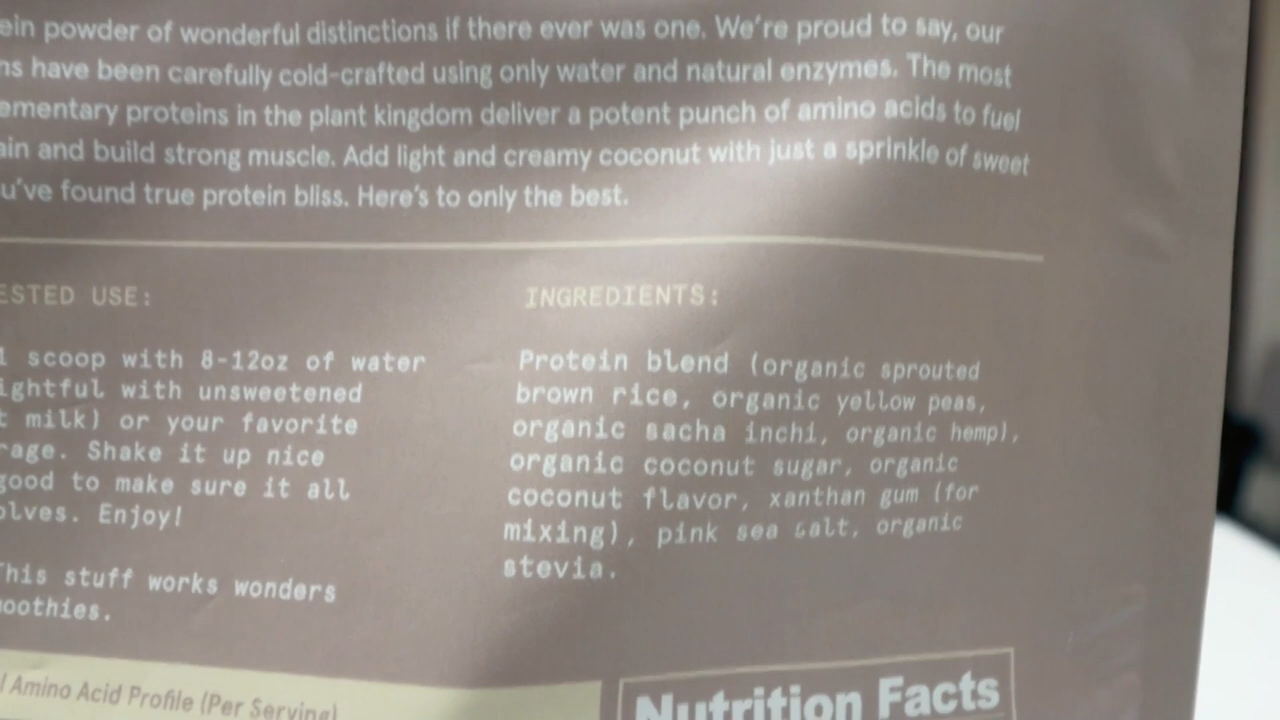 ein powder of wonderful distinctions if there ever was one. We're proud to say, our
ns have been carefully cold-crafted using only water and natural enzymes. The most
ementary proteins in the plant kingdom deliver a potent punch of amino acids to fuel
ain and build strong muscle. Add light and creamy coconut with just a sprinkle of sweet
u've found true protein bliss. Here's to only the best.
ESTED USE:
1 scoop with 8-12oz of water
ightful with unsweetened
t milk) or your favorite
rage. Shake it up nice
good to make sure it all
olves. Enjoy!
This stuff works wonders
oothies.
INGREDIENTS:
Protein blend (organic sprouted
brown rice, organic yellow peas,
organic sacha inchi, organic hemp),
organic coconut sugar, organic
coconut flavor, xanthan gum (for
mixing), pink sea salt, organic
stevia.
l Amino Acid Profile (Per Serving)
Nutrition Facts